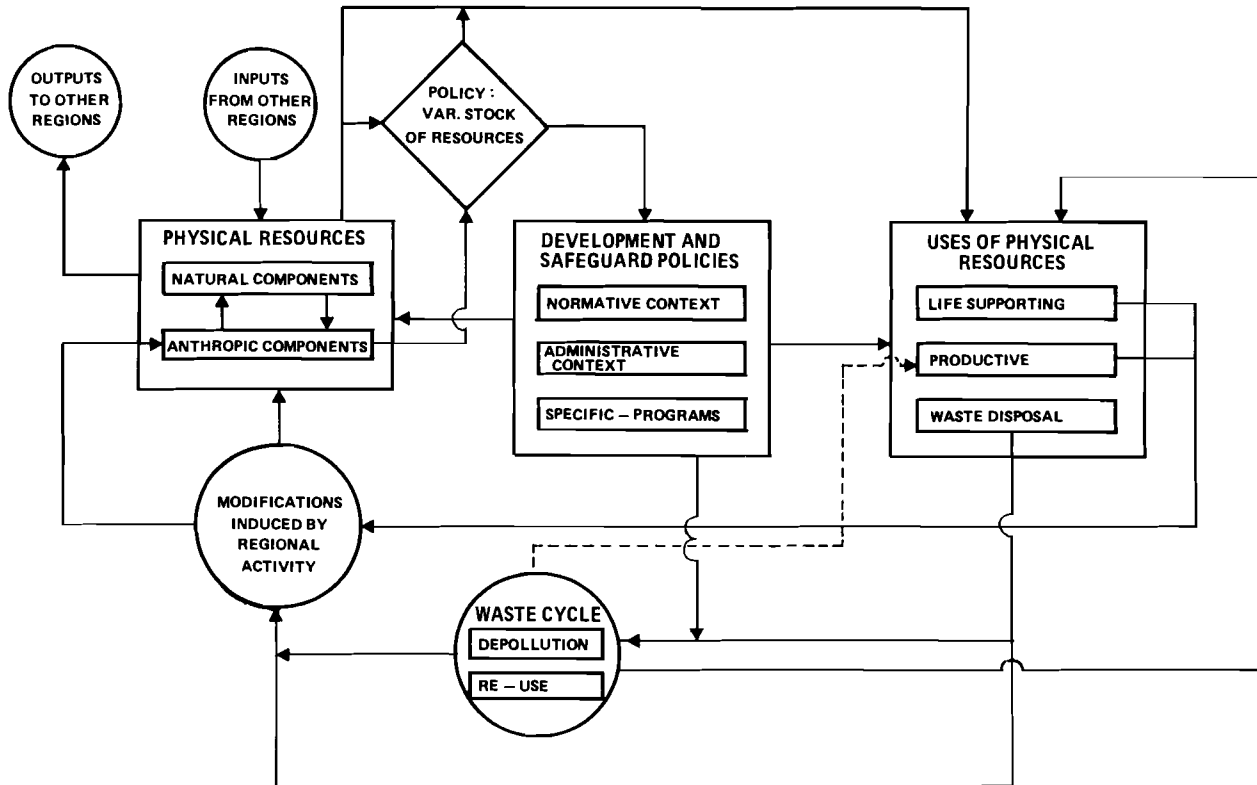 OUTPUTS
TO OTHER
REGIONS
INPUTS
FROM OTHER
REGIONS
POLICY :
VAR. STOCK
OF RESOURCES
PHYSICAL RESOURCES
NATURAL COMPONENTS
ANTHROPIC COMPONENTS
DEVELOPMENT AND
SAFEGUARD POLICIES
NORMATIVE CONTEXT
ADMINISTRATIVE
CONTEXT
SPECIFIC – PROGRAMS
USES OF PHYSICAL
RESOURCES
LIFE SUPPORTING
PRODUCTIVE
WASTE DISPOSAL
MODIFICATIONS
INDUCED BY
REGIONAL
ACTIVITY
WASTE CYCLE
DEPOLLUTION
RE – USE